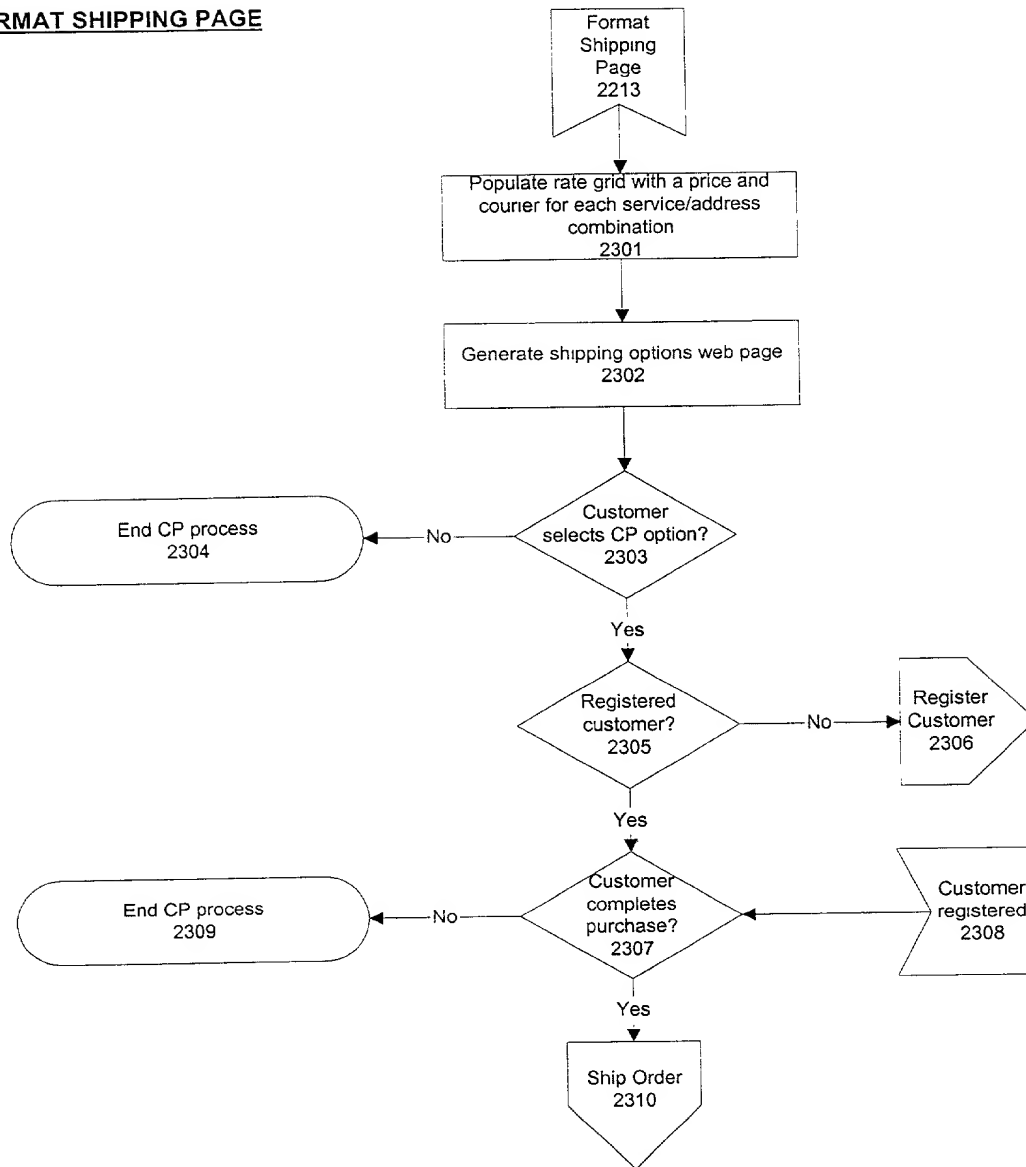 RMAT SHIPPING PAGE
Format
Shipping
Page
2213
Populate rate grid with a price and
courier for each service/address
combination
2301
Generate shipping options web page
2302
Customer
selects CP option?
2303
No
End CP process
2304
Yes
Registered
customer?
2305
No
Register
Customer
2306
Yes
Customer
completes
purchase?
2307
Customer
registered
2308
No
End CP process
2309
Yes
Ship Order
2310